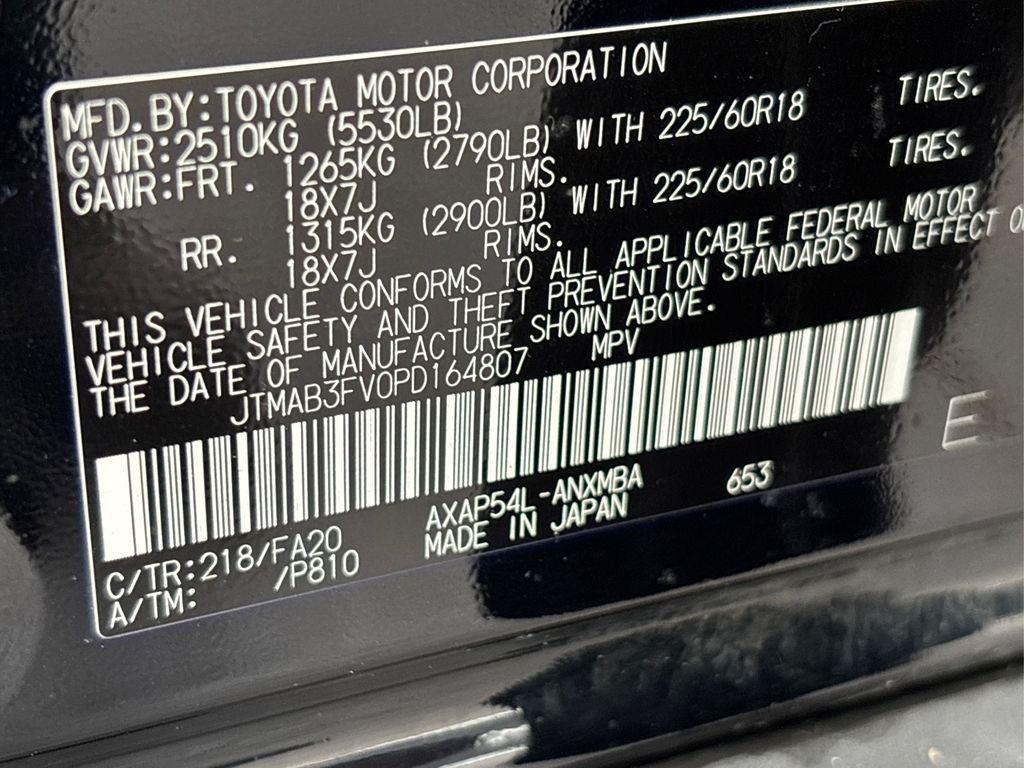 MFD.BY:TOYOTA MOTOR CORPORATION
GVWR:2510KG (5530LB)
GAWR:FRT. 1265KG (2790LB) WITH 225/60R18 TIRES.
18X7J RIMS.
RR. 1315KG (2900LB) WITH 225/60R18 TIRES.
18X7J RIMS.
THIS VEHICLE CONFORMS TO ALL APPLICABLE FEDERAL MOTOR
VEHICLE SAFETY AND THEFT PREVENTION STANDARDS IN EFFECT O
THE DATE OF MANUFACTURE SHOWN ABOVE.
JTMAB3FV0PD164807 MPV
E
AXAP54L-ANXMBA 653
MADE IN JAPAN
C/TR:218/FA20
A/TM: /P810